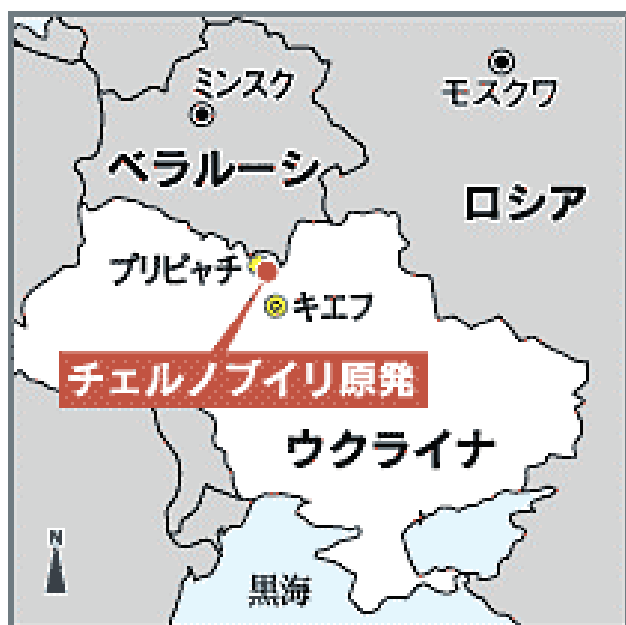 ミンスク
モスクワ
ベラルーシ
ロシア
プリピャチ
キエフ
チェルノブイリ原発
ウクライナ
N
黒海